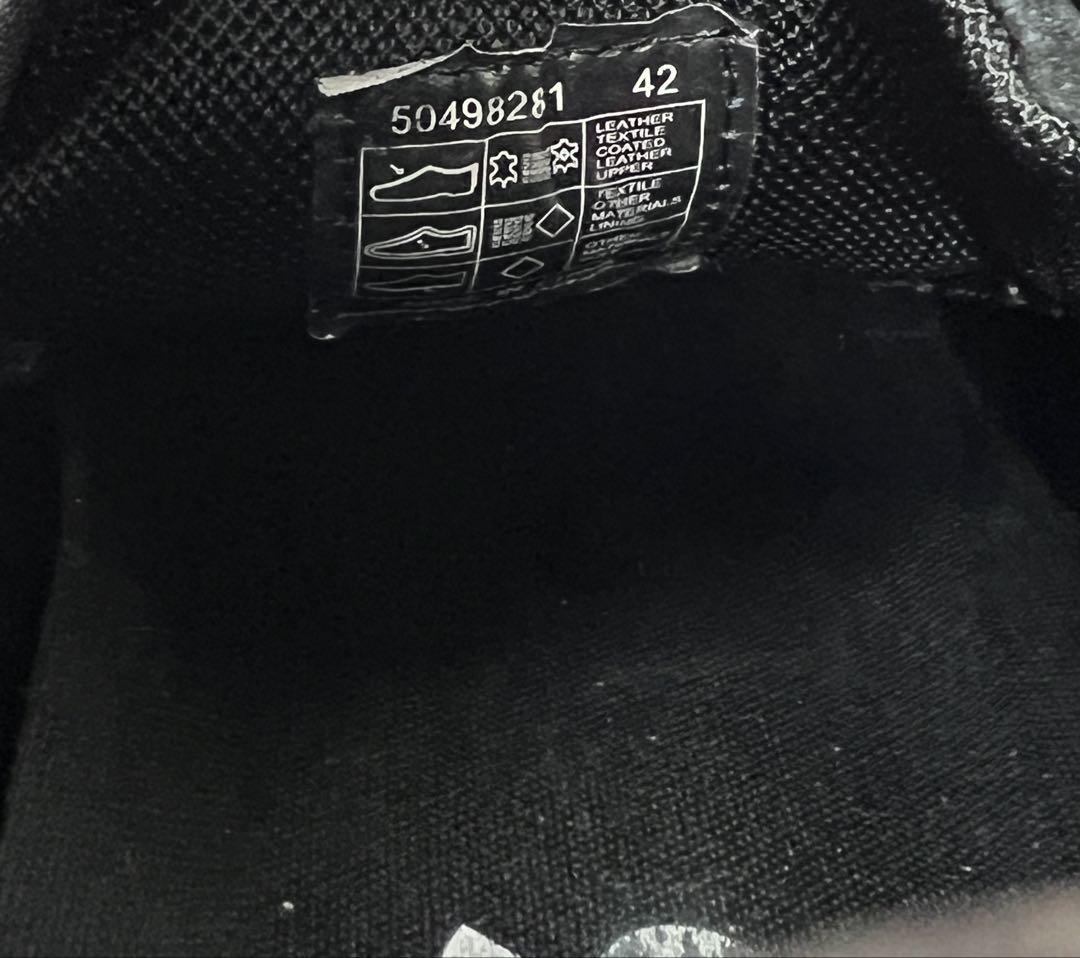 50498281 42
LEATHER
TEXTILE
COATED
LEATHER
UPPER
TEXTILE
OTHER
MATERIALS
LINING